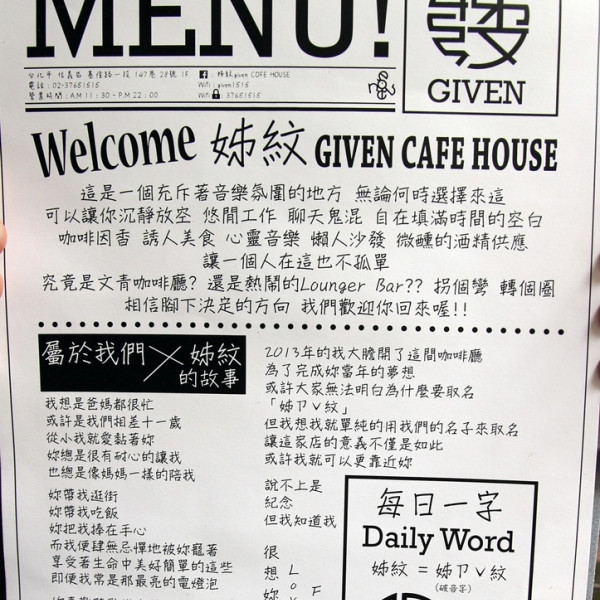 MENU!
GIVEN
台北市 信義區 基隆路一段 147巷 28號 1F
電話：02-37651515
營業時間：AM 11：30 - P.M 22：00
：姊紋.given CAFE HOUSE
Wifi：given1515
Wifi ：37651515
Welcome 姊紋 GIVEN CAFE HOUSE
這是一個充斥著音樂氛圍的地方 無論何時選擇來這
可以讓你沉靜放空 悠閒工作 聊天鬼混 自在填滿時間的空白
咖啡因香 誘人美食 心靈音樂 懶人沙發 微醺的酒精供應
讓一個人在這也不孤單
究竟是文青咖啡廳? 還是熱鬧的Lounger Bar?? 拐個彎 轉個圈
相信腳下決定的方向 我們歡迎你回來喔!!
屬於我們 X 姊紋
的故事
我想是爸媽都很忙
或許是我們相差十一歲
從小我就愛黏著妳
妳總是很有耐心的讓我
也總是像媽媽一樣的陪我
妳帶我逛街
妳帶我吃飯
妳把我捧在手心
而我便肆無忌憚地被妳寵著
享受著生命中美好簡單的這些
即便我常是那最亮的電燈泡
2013年的我大膽開了這間咖啡廳
為了完成妳當年的夢想
或許大家無法明白為什麼要取名
「姊ㄗㄨ紋」
但我想我就單純的用我們的名子來取名
讓這家店的意義不僅是如此
或許我就可以更靠近妳
說不上是
紀念
但我知道我
很
想
妳
每日一字
Daily Word
姊紋 = 姊ㄗㄨ紋
(破音字)